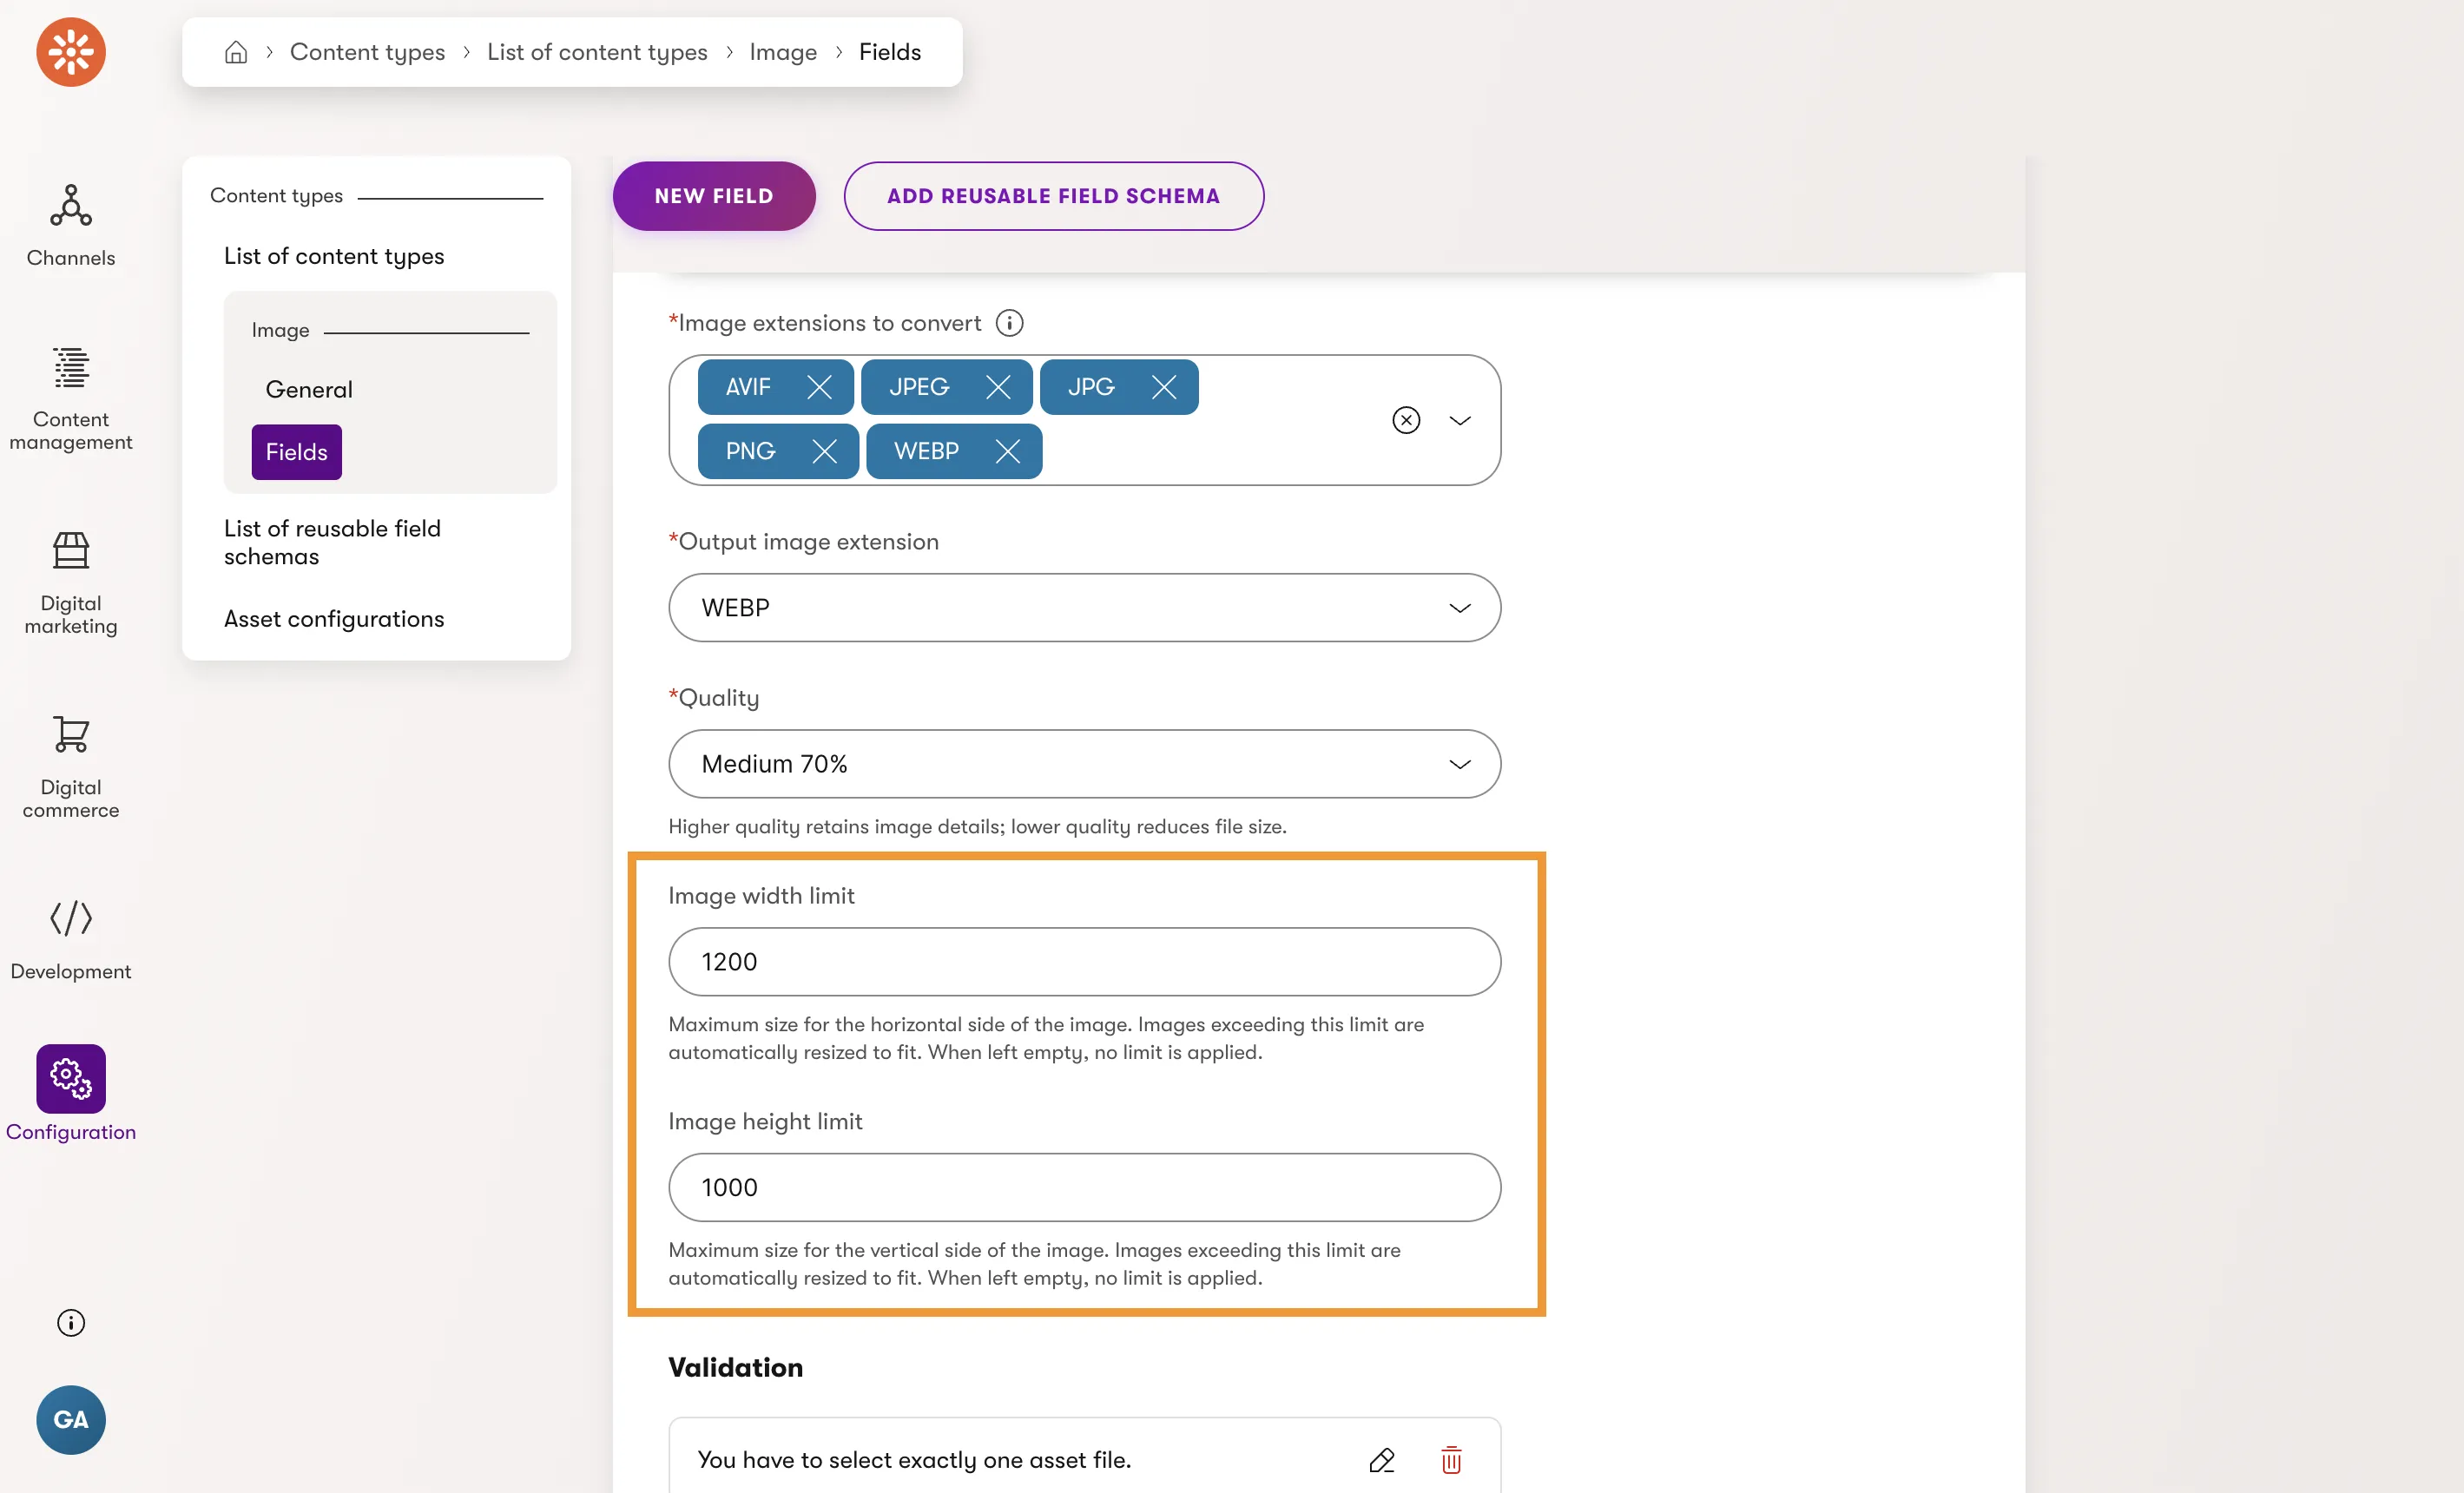 Content types
List of content types
Image
Fields
Channels
Content
management
Digital
marketing
Digital
commerce
Development
Configuration
GA
Content types
List of content types
Image
General
Fields
List of reusable field
schemas
Asset configurations
NEW FIELD
ADD REUSABLE FIELD SCHEMA
*Image extensions to convert
AVIF
JPEG
JPG
PNG
WEBP
*Output image extension
WEBP
*Quality
Medium 70%
Higher quality retains image details; lower quality reduces file size.
Image width limit
1200
Maximum size for the horizontal side of the image. Images exceeding this limit are
automatically resized to fit. When left empty, no limit is applied.
Image height limit
1000
Maximum size for the vertical side of the image. Images exceeding this limit are
automatically resized to fit. When left empty, no limit is applied.
Validation
You have to select exactly one asset file.